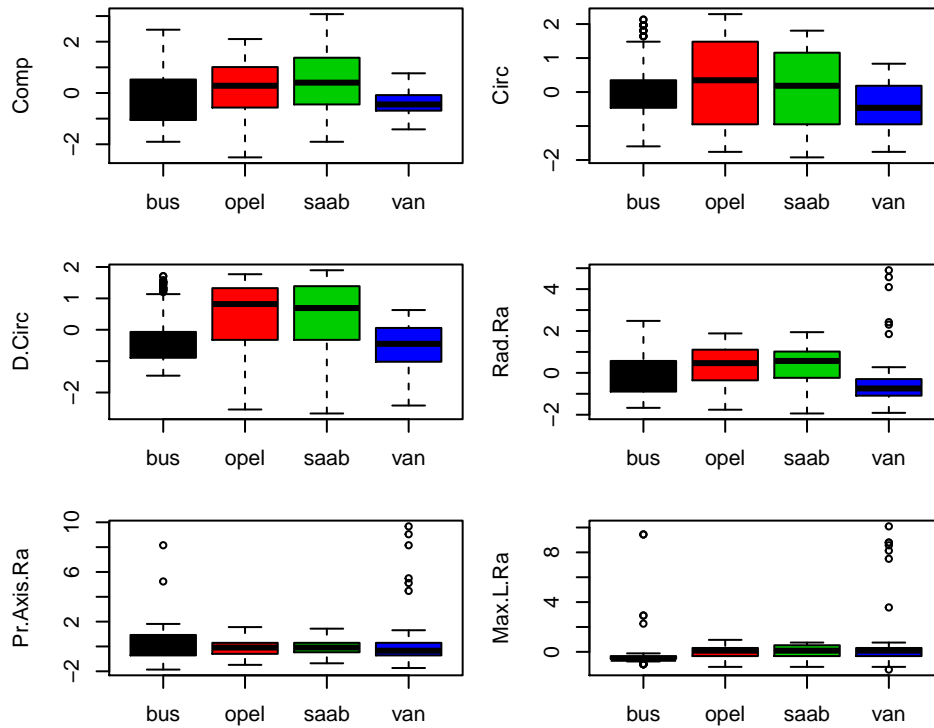 Comp
2
0
-2
bus opel saab van
Circ
2
1
0
-2
bus opel saab van
D.Circ
2
1
0
-2
bus opel saab van
Rad.Ra
4
2
0
-2
bus opel saab van
Pr.Axis.Ra
10
6
2
-2
bus opel saab van
Max.L.Ra
8
4
0
bus opel saab van